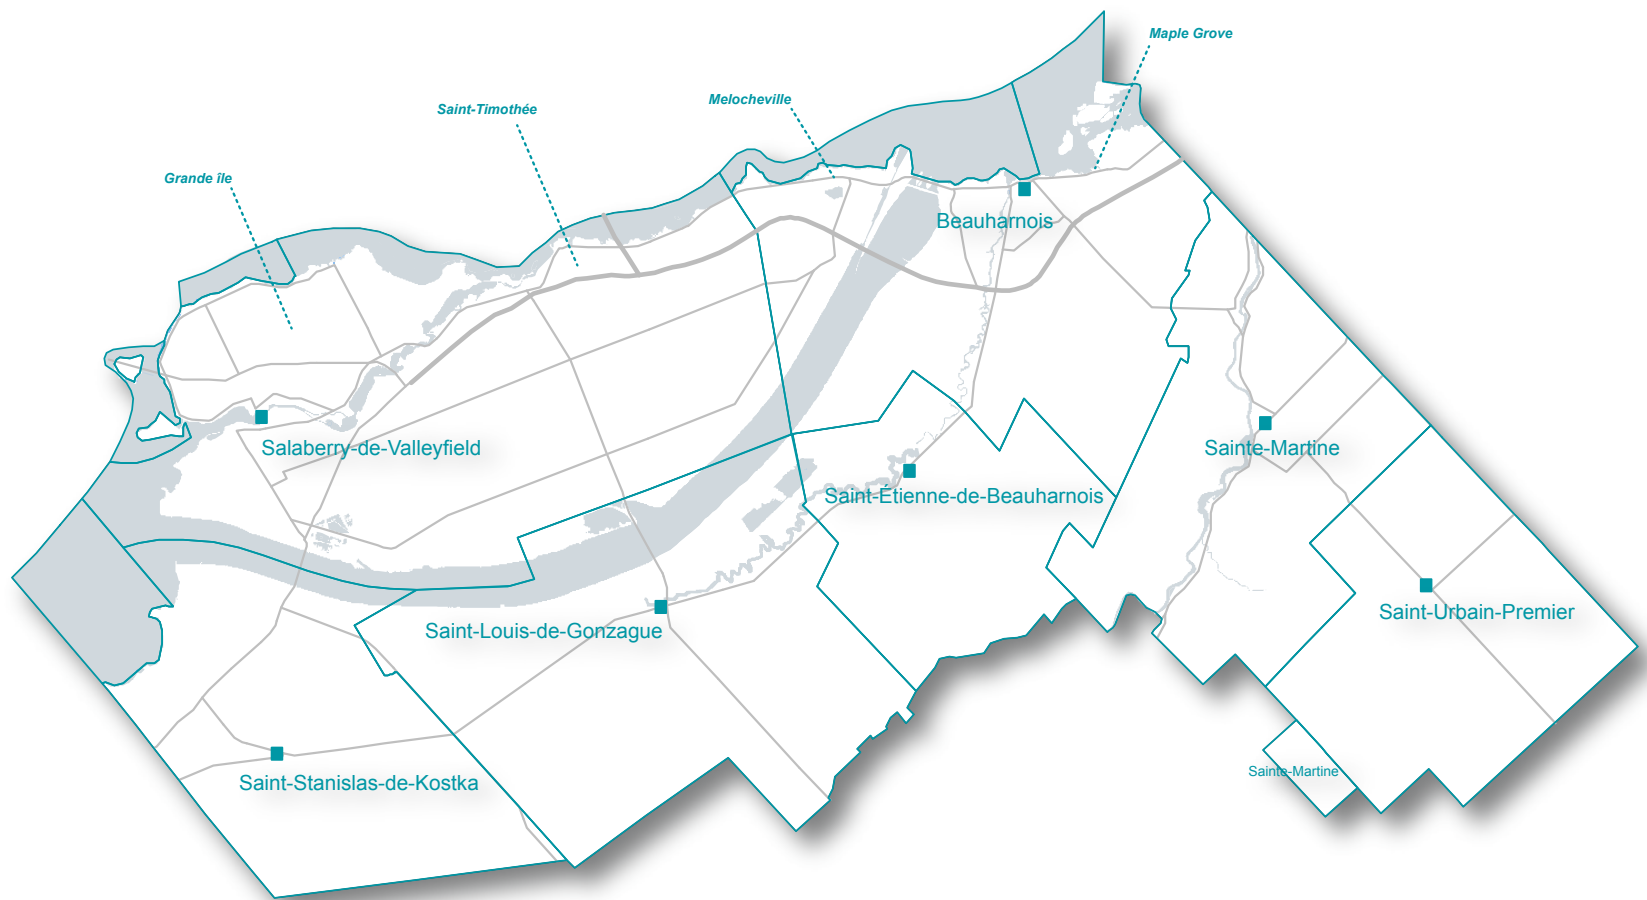 Maple Grove
Melocheville
Saint-Timothée
Grande île
Beauharnois
Salaberry-de-Valleyfield
Sainte-Martine
Saint-Étienne-de-Beauharnois
Saint-Urbain-Premier
Saint-Louis-de-Gonzague
Sainte-Martine
Saint-Stanislas-de-Kostka